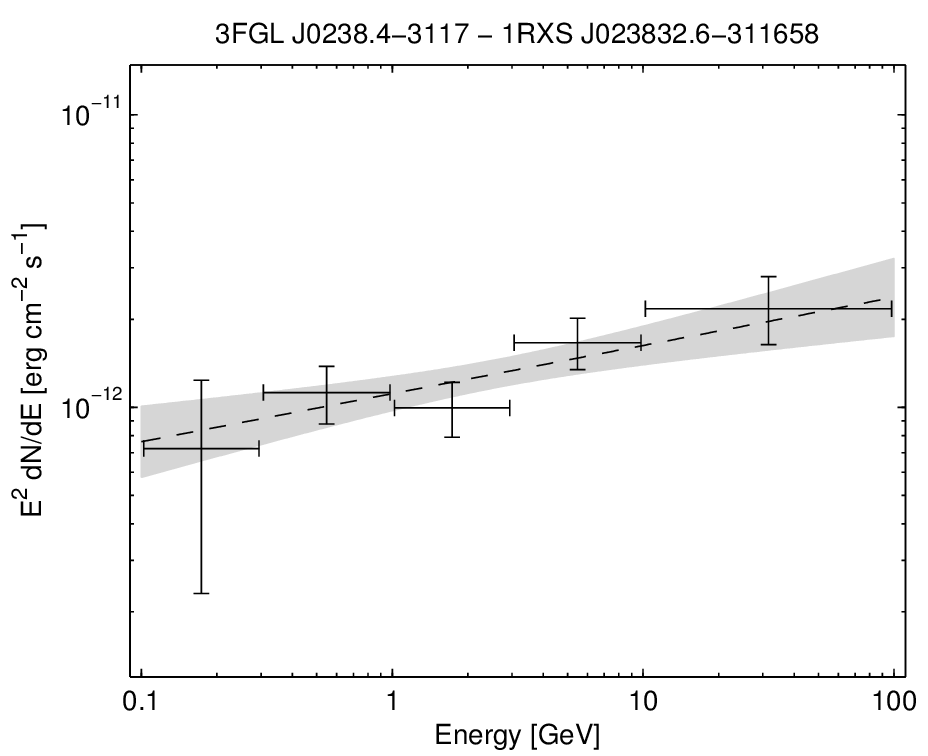 3FGL J0238.4−3117 − 1RXS J023832.6−311658
10⁻¹¹
10⁻¹²
E² dN/dE [erg cm⁻² s⁻¹]
0.1 1 10 100
Energy [GeV]